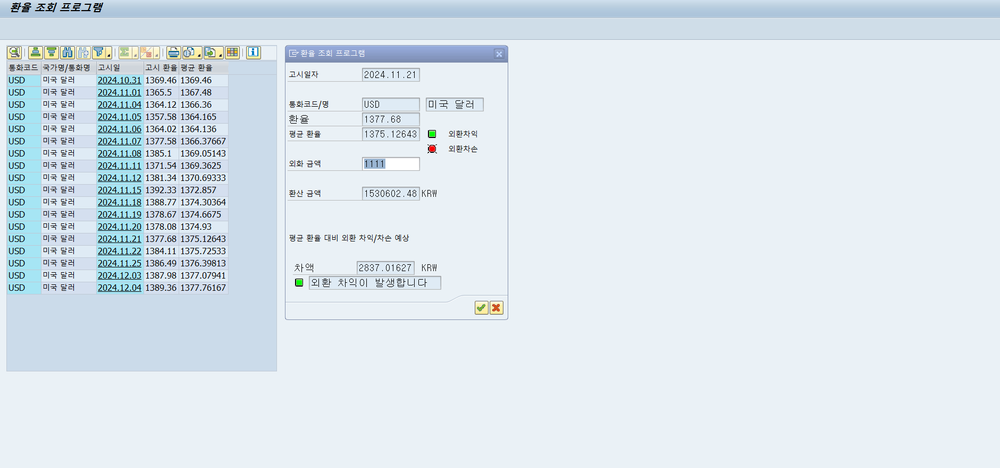 환율 조회 프로그램
통화코드 국가명/통화명 고시일 고시 환율 평균 환율
USD 미국 달러 2024.10.31 1369.46 1369.46
USD 미국 달러 2024.11.01 1365.5 1367.48
USD 미국 달러 2024.11.04 1364.12 1366.36
USD 미국 달러 2024.11.05 1357.58 1364.165
USD 미국 달러 2024.11.06 1364.02 1364.136
USD 미국 달러 2024.11.07 1377.58 1366.37667
USD 미국 달러 2024.11.08 1385.1 1369.05143
USD 미국 달러 2024.11.11 1371.54 1369.3625
USD 미국 달러 2024.11.12 1381.34 1370.69333
USD 미국 달러 2024.11.15 1392.33 1372.857
USD 미국 달러 2024.11.18 1388.77 1374.30364
USD 미국 달러 2024.11.19 1378.67 1374.6675
USD 미국 달러 2024.11.20 1378.08 1374.93
USD 미국 달러 2024.11.21 1377.68 1375.12643
USD 미국 달러 2024.11.22 1384.11 1375.72533
USD 미국 달러 2024.11.25 1386.49 1376.39813
USD 미국 달러 2024.12.03 1387.98 1377.07941
USD 미국 달러 2024.12.04 1389.36 1377.76167
환율 조회 프로그램
고시일자 2024.11.21
통화코드/명 USD 미국 달러
환율 1377.68
평균 환율 1375.12643 외환차익
외환차손
외화 금액 1111
환산 금액 1530602.48 KRW
평균 환율 대비 외환 차익/차손 예상
차액 2837.01627 KRW
외환 차익이 발생합니다